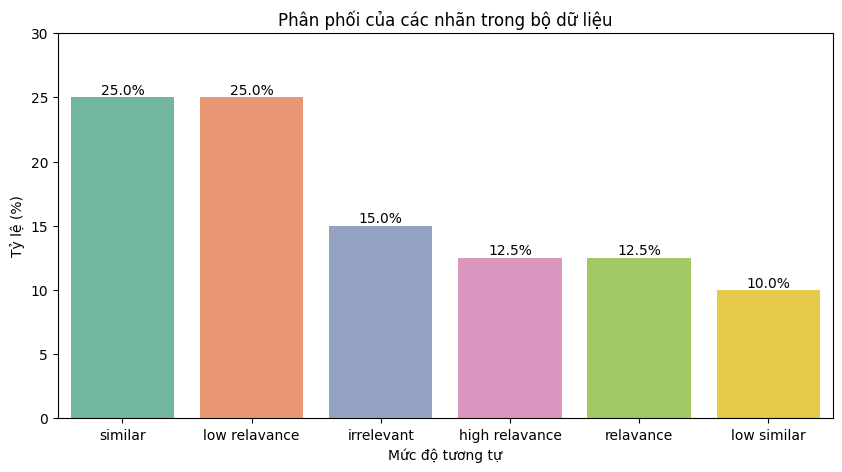 Phân phối của các nhãn trong bộ dữ liệu
Tỷ lệ (%)
30
25
20
15
10
5
0
25.0%
25.0%
15.0%
12.5%
12.5%
10.0%
similar
low relavance
irrelevant
high relavance
relavance
low similar
Mức độ tương tự